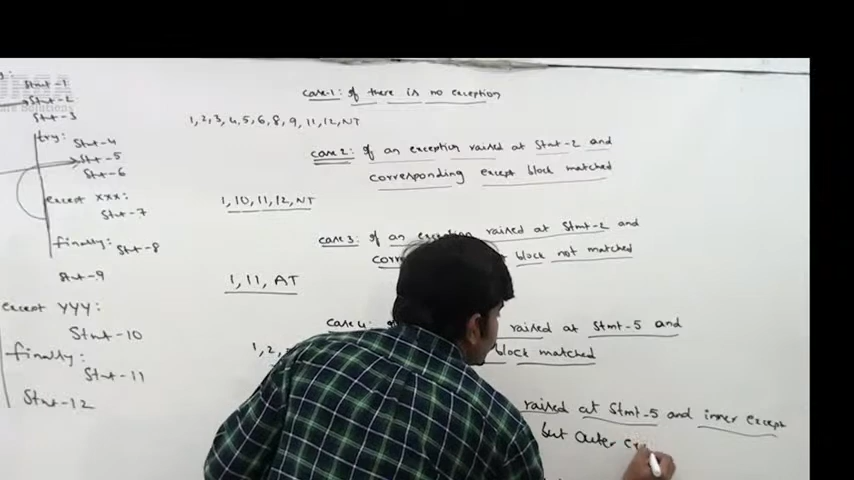 Stmt-1
Stmt-2
Stmt-3
try:
Stmt-4
Stmt-5
Stmt-6
except XXX:
Stmt-7
finally:
Stmt-8
Stmt-9
except YYY:
Stmt-10
finally:
Stmt-11
Stmt-12
case-1: If there is no exception
1,2,3,4,5,6,8,9,11,12,NT
case 2: If an exception raised at Stmt-2 and
corresponding except block matched
1,10,11,12,NT
case 3: If an exception raised at Stmt-2 and
block not matched
1,11,AT
case 4: raised at Stmt-5 and
1,2,
block matched
raised at Stmt-5 and inner except
but outer ex